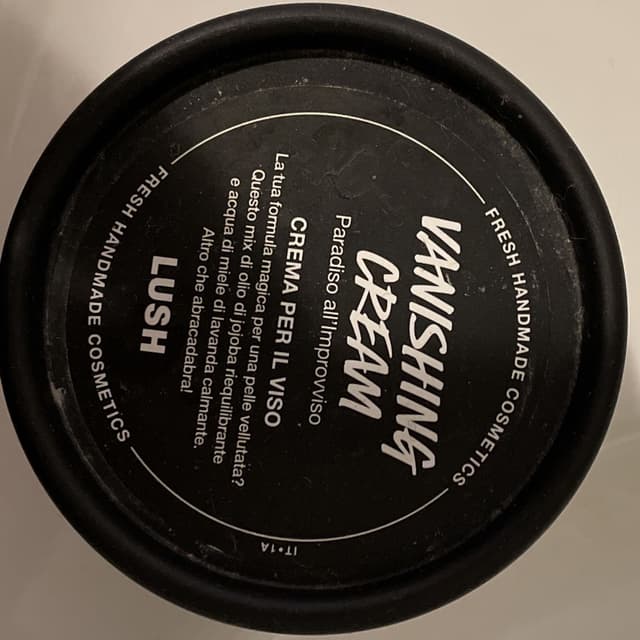 FRESH HANDMADE COSMETICS
VANISHING
CREAM
Paradiso all'Improvviso
CREMA PER IL VISO
La tua formula magica per una pelle vellutata?
Questo mix di olio di jojoba riequilibrante
e acqua di miele di lavanda calmante.
Altro che abracadabra!
LUSH
FRESH HANDMADE COSMETICS
IT•1A